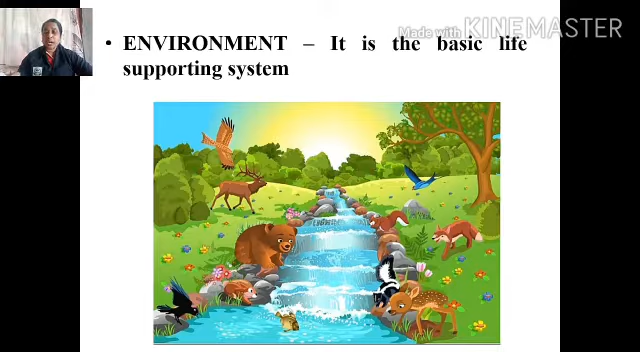 Made with KINEMASTER
• ENVIRONMENT – It is the basic life
supporting system